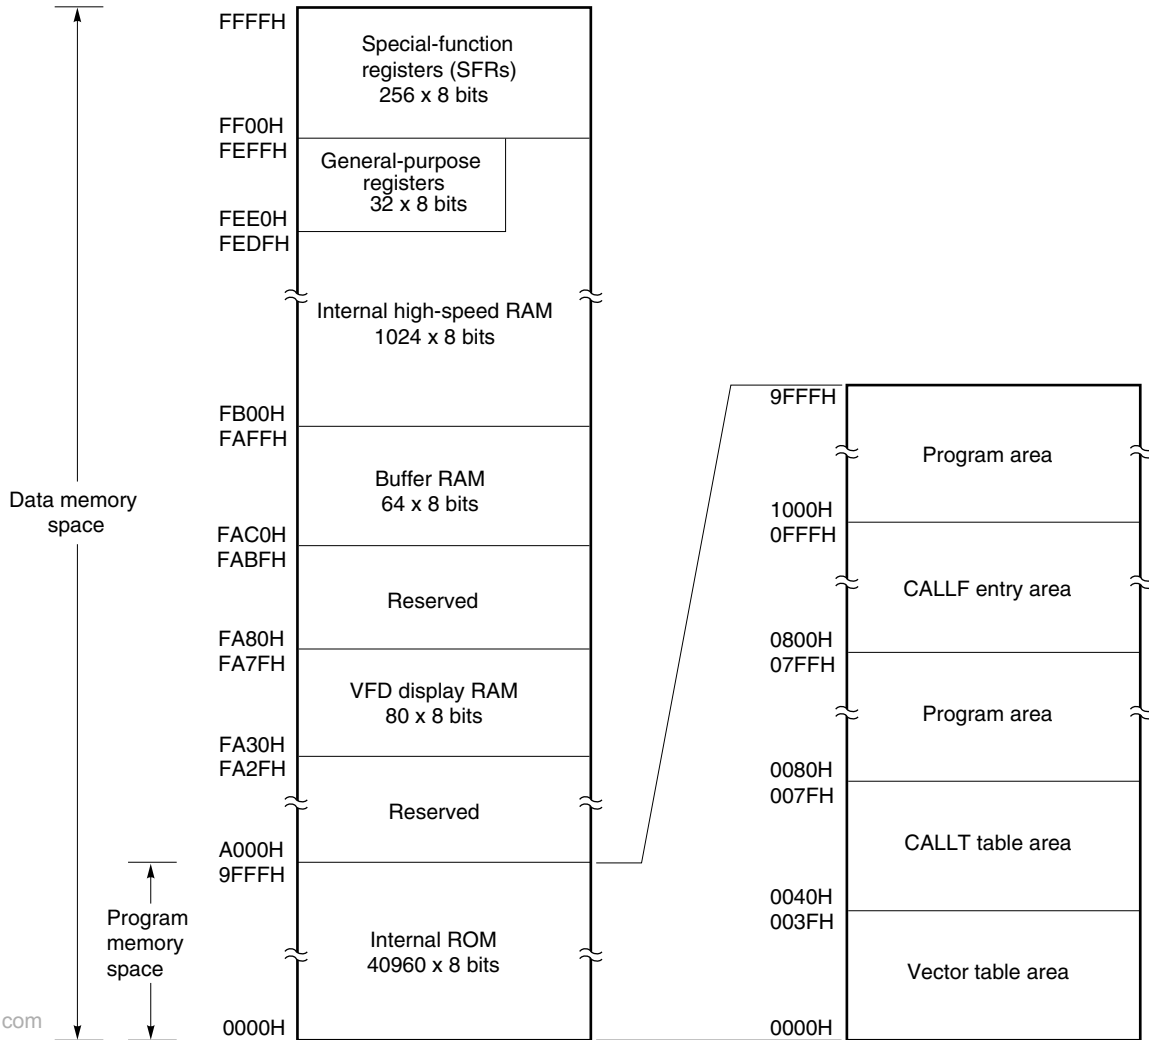 FFFFH
Special-function
registers (SFRs)
256 x 8 bits
FF00H
FEFFH
General-purpose
registers
32 x 8 bits
FEE0H
FEDFH
Internal high-speed RAM
1024 x 8 bits
FB00H
FAFFH
Buffer RAM
64 x 8 bits
Data memory
space
FAC0H
FABFH
Reserved
FA80H
FA7FH
VFD display RAM
80 x 8 bits
FA30H
FA2FH
Reserved
A000H
9FFFH
Program
memory
space
Internal ROM
40960 x 8 bits
0000H
9FFFH
Program area
1000H
0FFFH
CALLF entry area
0800H
07FFH
Program area
0080H
007FH
CALLT table area
0040H
003FH
Vector table area
0000H
com